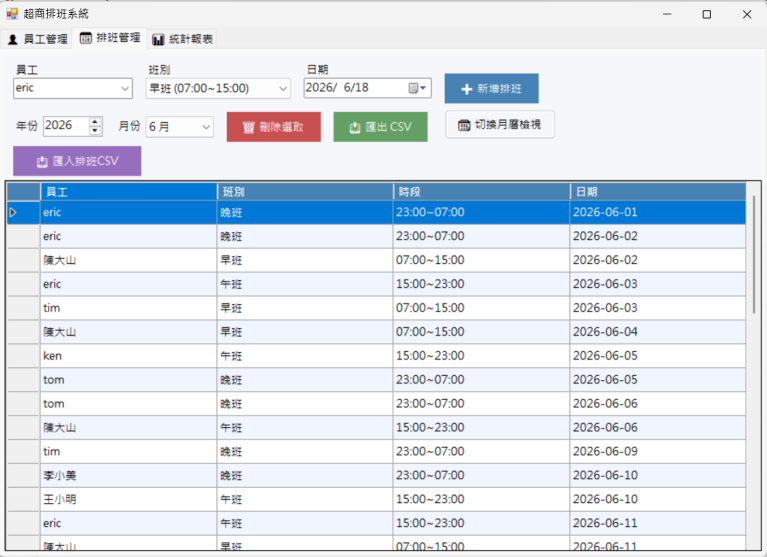 超商排班系統
員工管理 排班管理 統計報表
員工 班別 日期
eric 早班 (07:00~15:00) 2026/ 6/18 新增排班
年份 2026 月份 6 月 刪除選取 匯出 CSV 切換月曆檢視
匯入排班CSV
員工 班別 時段 日期
eric 晚班 23:00~07:00 2026-06-01
eric 晚班 23:00~07:00 2026-06-02
陳大山 早班 07:00~15:00 2026-06-02
eric 午班 15:00~23:00 2026-06-03
tim 早班 07:00~15:00 2026-06-03
陳大山 早班 07:00~15:00 2026-06-04
ken 午班 15:00~23:00 2026-06-05
tom 晚班 23:00~07:00 2026-06-05
tom 晚班 23:00~07:00 2026-06-06
陳大山 午班 15:00~23:00 2026-06-06
tim 晚班 23:00~07:00 2026-06-09
李小美 晚班 23:00~07:00 2026-06-10
王小明 午班 15:00~23:00 2026-06-10
eric 午班 15:00~23:00 2026-06-11
陳大山 早班 07:00~15:00 2026-06-11